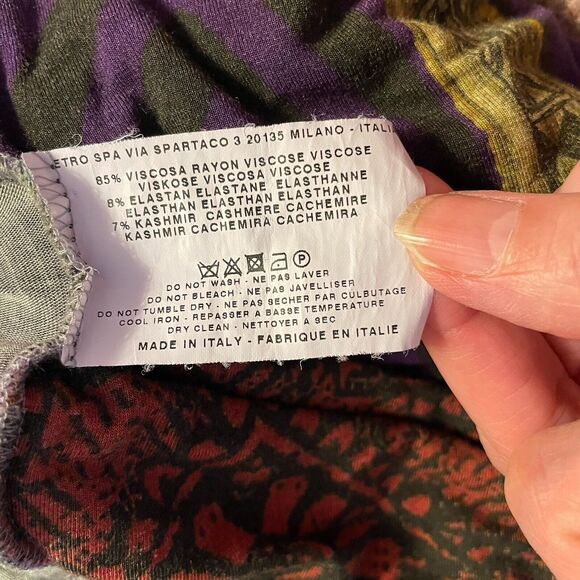 ETRO SPA VIA SPARTACO 3 20135 MILANO - ITALI
85% VISCOSA RAYON VISCOSE VISCOSE
VISKOSE VISCOSA VISCOSE
8% ELASTAN ELASTANE ELASTHANNE
ELASTHAN ELASTHAN ELASTHAN
7% KASHMIR CASHMERE CACHEMIRE
KASHMIR CACHEMIRA CACHEMIRA
P
DO NOT WASH - NE PAS LAVER
DO NOT BLEACH - NE PAS JAVELLISER
DO NOT TUMBLE DRY - NE PAS SECHER PAR CULBUTAGE
COOL IRON - REPASSER A BASSE TEMPERATURE
DRY CLEAN - NETTOYER A SEC
MADE IN ITALY - FABRIQUE EN ITALIE